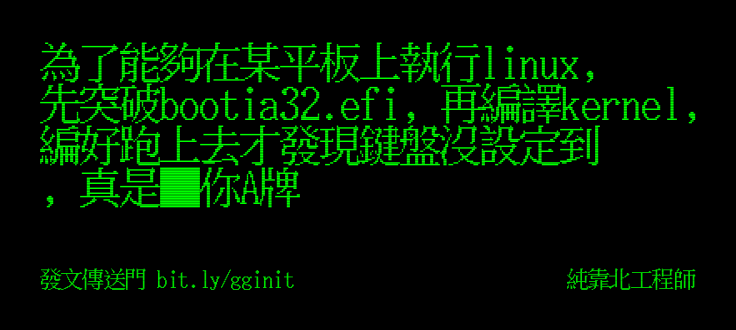 為了能夠在某平板上執行linux,
先突破bootia32.efi, 再編譯kernel,
編好跑上去才發現鍵盤沒設定到
, 真是▓▓你A牌
發文傳送門 bit.ly/gginit
純靠北工程師